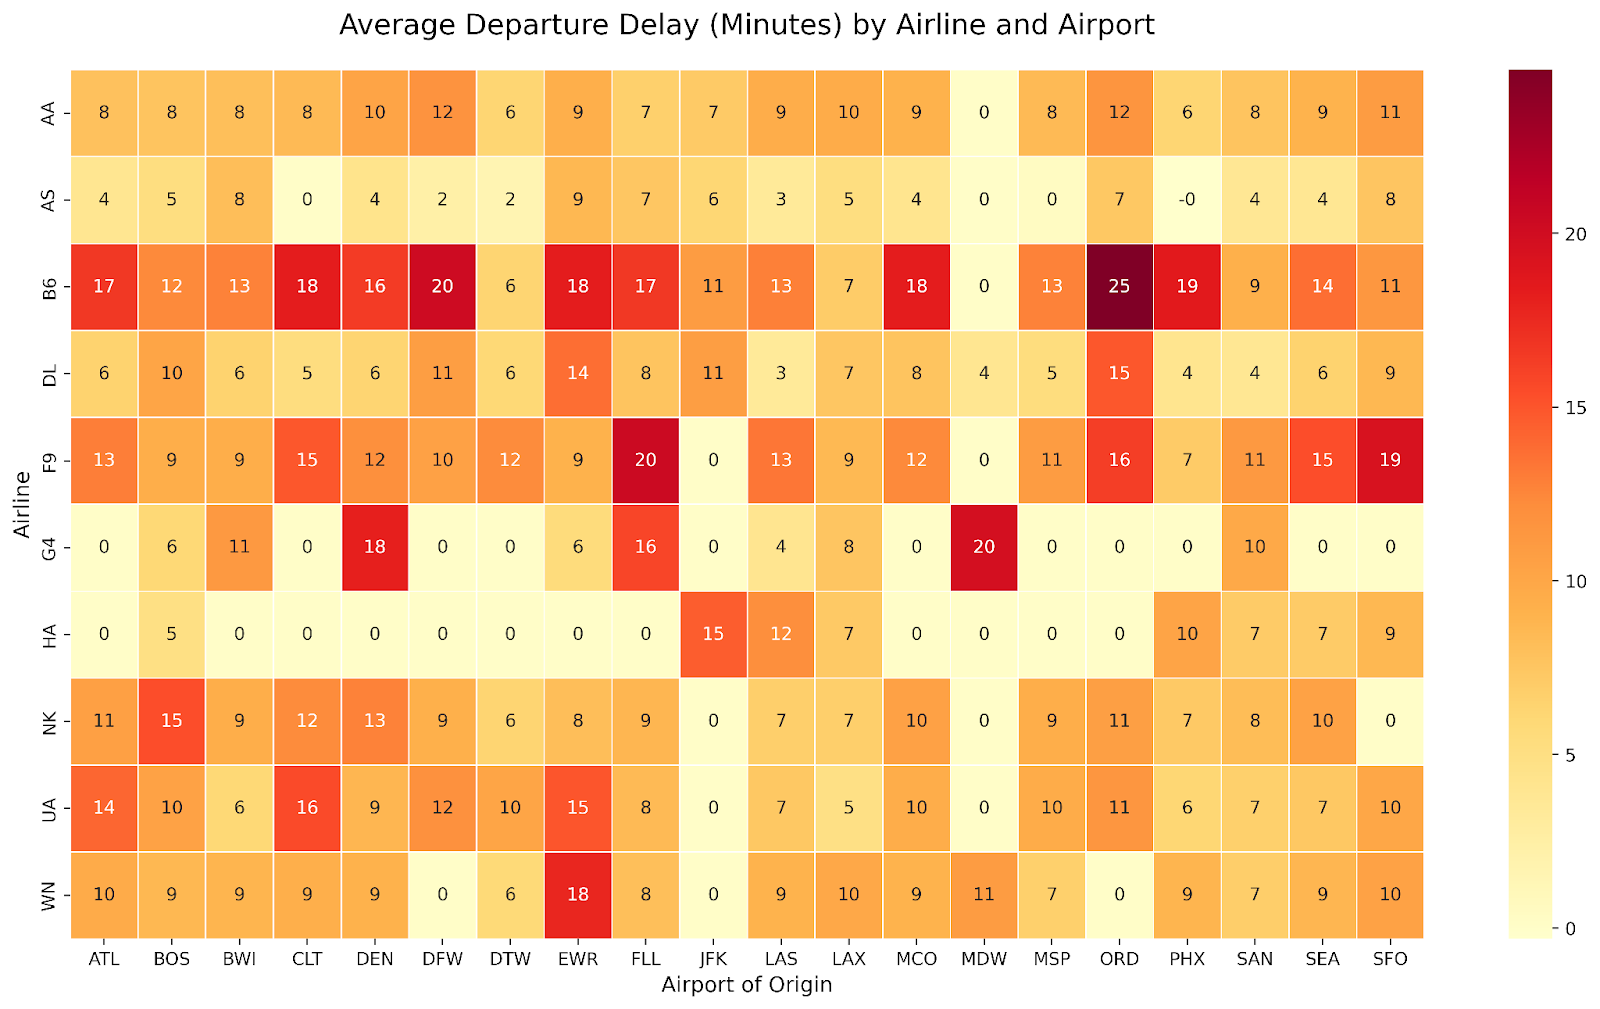 Average Departure Delay (Minutes) by Airline and Airport
AA 8 8 8 8 10 12 6 9 7 7 9 10 9 0 8 12 6 8 9 11
AS 4 5 8 0 4 2 2 9 7 6 3 5 4 0 0 7 -0 4 4 8
B6 17 12 13 18 16 20 6 18 17 11 13 7 18 0 13 25 19 9 14 11
DL 6 10 6 5 6 11 6 14 8 11 3 7 8 4 5 15 4 4 6 9
F9 13 9 9 15 12 10 12 9 20 0 13 9 12 0 11 16 7 11 15 19
G4 0 6 11 0 18 0 0 6 16 0 4 8 0 20 0 0 0 10 0 0
HA 0 5 0 0 0 0 0 0 0 15 12 7 0 0 0 0 10 7 7 9
NK 11 15 9 12 13 9 6 8 9 0 7 7 10 0 9 11 7 8 10 0
UA 14 10 6 16 9 12 10 15 8 0 7 5 10 0 10 11 6 7 7 10
WN 10 9 9 9 9 0 6 18 8 0 9 10 9 11 7 0 9 7 9 10
Airline
ATL BOS BWI CLT DEN DFW DTW EWR FLL JFK LAS LAX MCO MDW MSP ORD PHX SAN SEA SFO
Airport of Origin
20
15
10
5
0